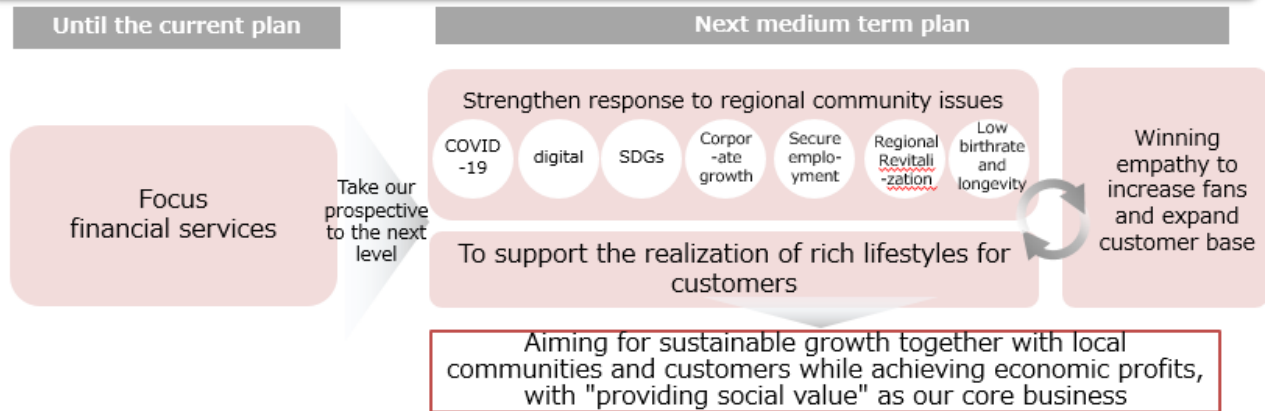 Until the current plan
Next medium term plan
Focus
financial services
Take our
prospective
to the next
level
Strengthen response to regional community issues
COVID
-19
digital
SDGs
Corpor
-ate
growth
Secure
emplo-
yment
Regional
Revitali
-zation
Low
birthrate
and
longevity
To support the realization of rich lifestyles for
customers
Winning
empathy to
increase fans
and expand
customer base
Aiming for sustainable growth together with local
communities and customers while achieving economic profits,
with "providing social value" as our core business